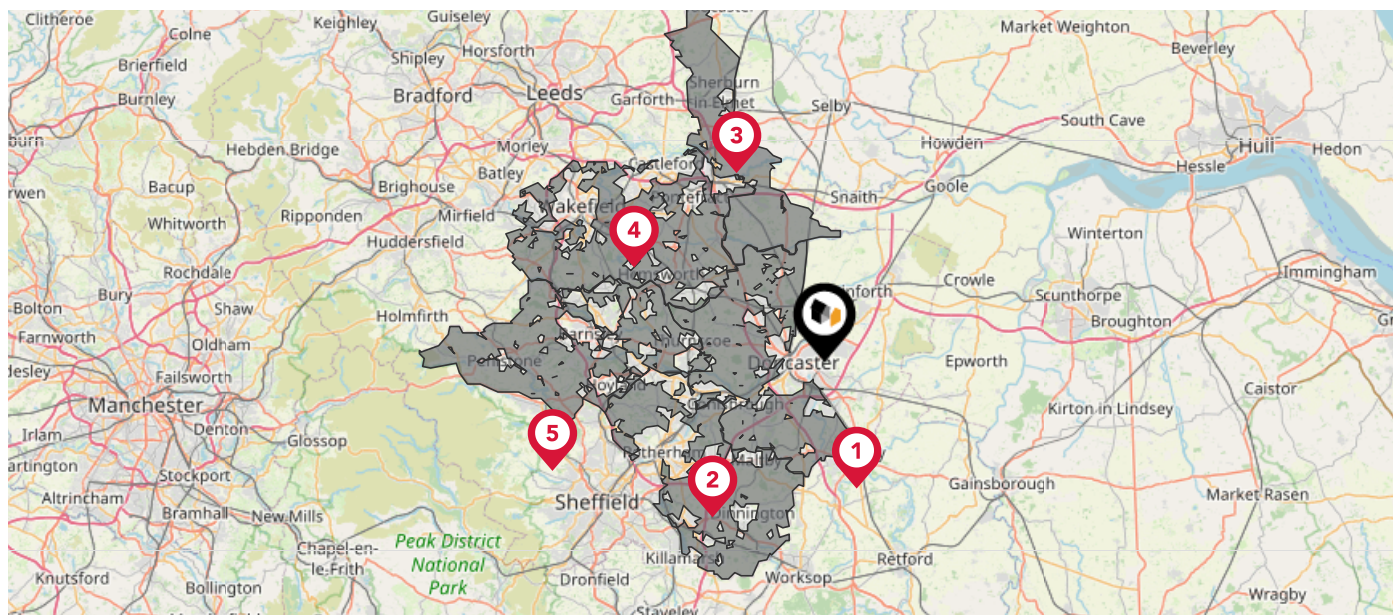 Clitheroe
Colne
Keighley
Guiseley
Market Weighton
Horsforth
Beverley
Shipley
Brierfield
Bradford
Leeds
Sherburn
in Elmet
Burnley
Garforth
Selby
South Cave
Hull
Hebden Bridge
Morley
3
Howden
Hessle
Hedon
Batley
Bacup
Brighouse
Goole
Snaith
Whitworth
Ripponden
Mirfield
Wakefield
4
Huddersfield
Winterton
Rochdale
Hemsworth
Immingham
Crowle
Bolton
Bury
Shaw
Scunthorpe
Holmfirth
Broughton
Farnworth
Oldham
Penistone
Doncaster
Epworth
Failsworth
Caistor
Manchester
Kirton in Lindsey
Denton
Irlam
Glossop
5
1
Stockport
2
Gainsborough
Altrincham
Sheffield
Market Rasen
Bramhall
New Mills
Dinnington
Chapel-en-
le-Frith
Peak District
National
Park
Retford
Knutsford
Dronfield
Worksop
Bollington
Wragby
Staveley